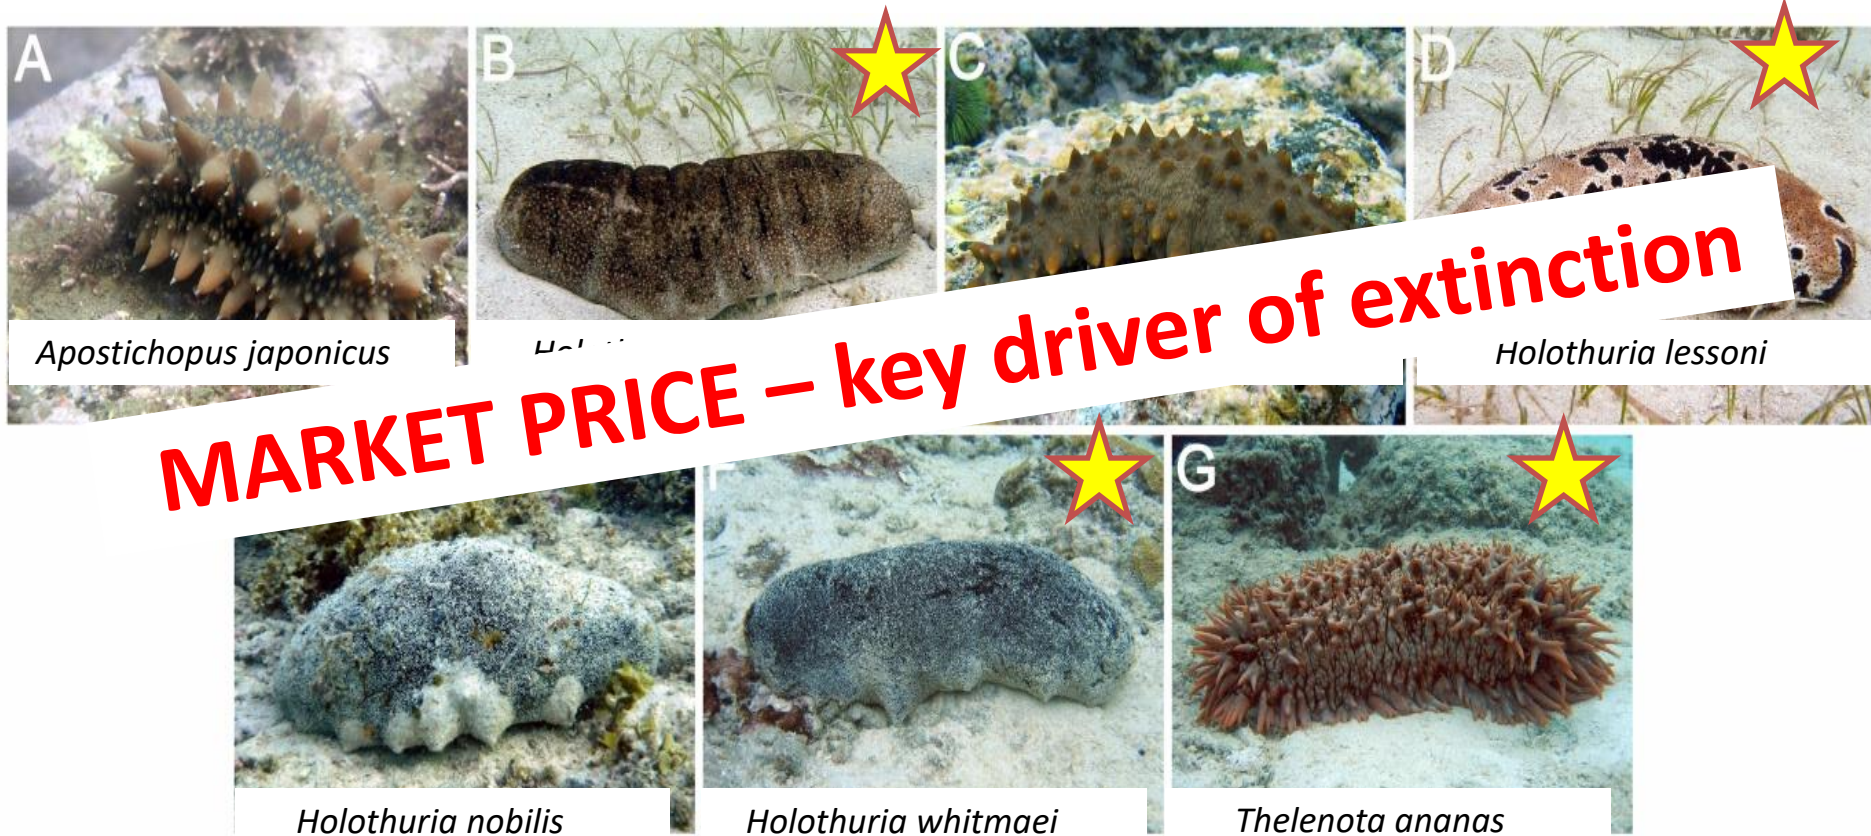 A
B
C
D
Apostichopus japonicus
Holothuria lessoni
MARKET PRICE – key driver of extinction
F
G
Holothuria nobilis
Holothuria whitmaei
Thelenota ananas